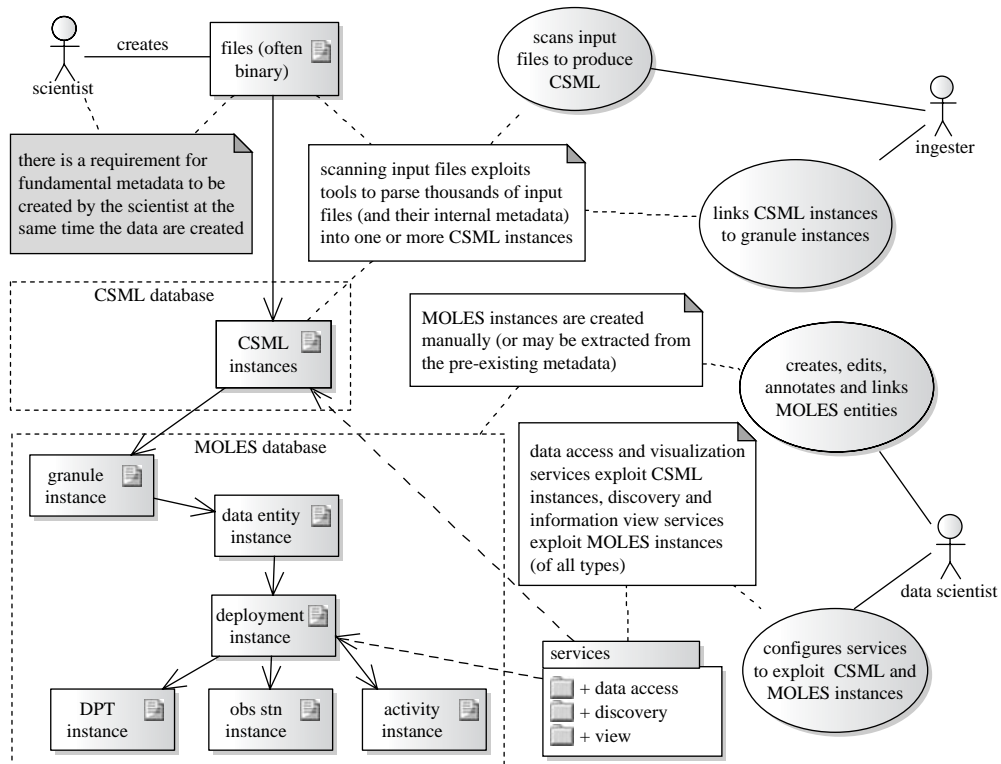 scientist
creates
files (often
binary)
scans input
files to produce
CSML
ingester
there is a requirement for
fundamental metadata to be
created by the scientist at the
same time the data are created
scanning input files exploits
tools to parse thousands of input
files (and their internal metadata)
into one or more CSML instances
links CSML instances
to granule instances
CSML database
CSML
instances
MOLES instances are created
manually (or may be extracted from
the pre-existing metadata)
creates, edits,
annotates and links
MOLES entities
MOLES database
granule
instance
data entity
instance
data access and visualization
services exploit CSML
instances, discovery and
information view services
exploit MOLES instances
(of all types)
data scientist
deployment
instance
services
+ data access
+ discovery
+ view
configures services
to exploit CSML and
MOLES instances
DPT
instance
obs stn
instance
activity
instance